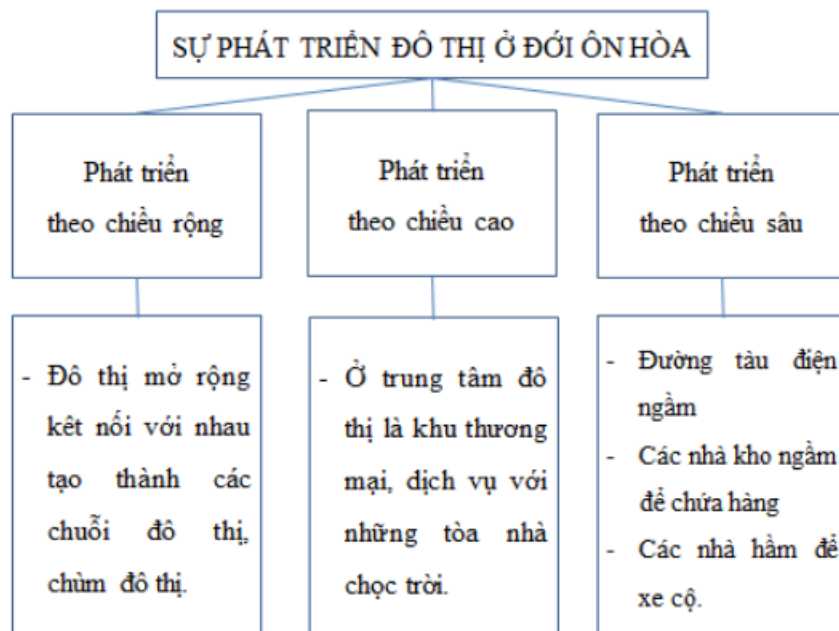 SỰ PHÁT TRIỂN ĐÔ THỊ Ở ĐỚI ÔN HÒA
Phát triển
theo chiều rộng
Phát triển
theo chiều cao
Phát triển
theo chiều sâu
- Đô thị mở rộng
kêt nối với nhau
tạo thành các
chuỗi đô thị,
chùm đô thị.
- Ở trung tâm đô
thị là khu thương
mại, dịch vụ với
những tòa nhà
chọc trời.
- Đường tàu điện
ngầm
- Các nhà kho ngầm
để chứa hàng
- Các nhà hầm để
xe cộ.